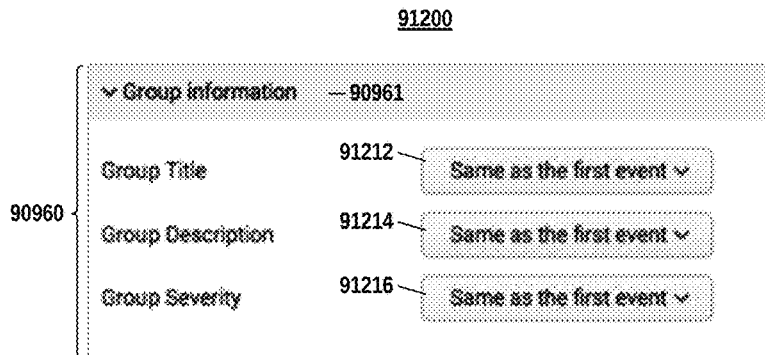 91200
Group information 90961
91212
Group Title Same as the first event
90960
91214
Group Description Same as the first event
91216
Group Severity Same as the first event